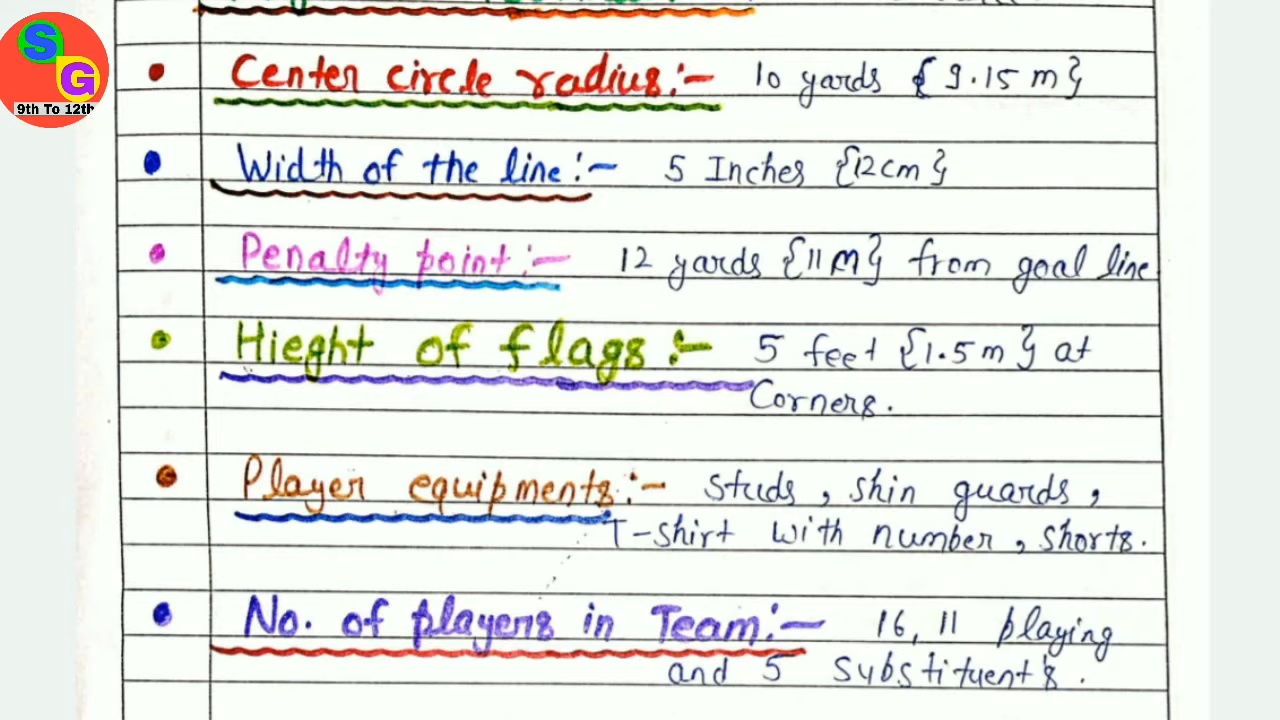 SG
9th To 12th
Center circle radius:- 10 yards {9.15 m}
Width of the line:- 5 Inches {12cm}
Penalty point:- 12 yards {11 m} from goal line
Hieght of flags:- 5 feet {1.5m} at
Corners.
Player equipments:- studs, shin guards,
T-shirt with number, shorts.
No. of players in Team:- 16, 11 playing
and 5 substituent's.